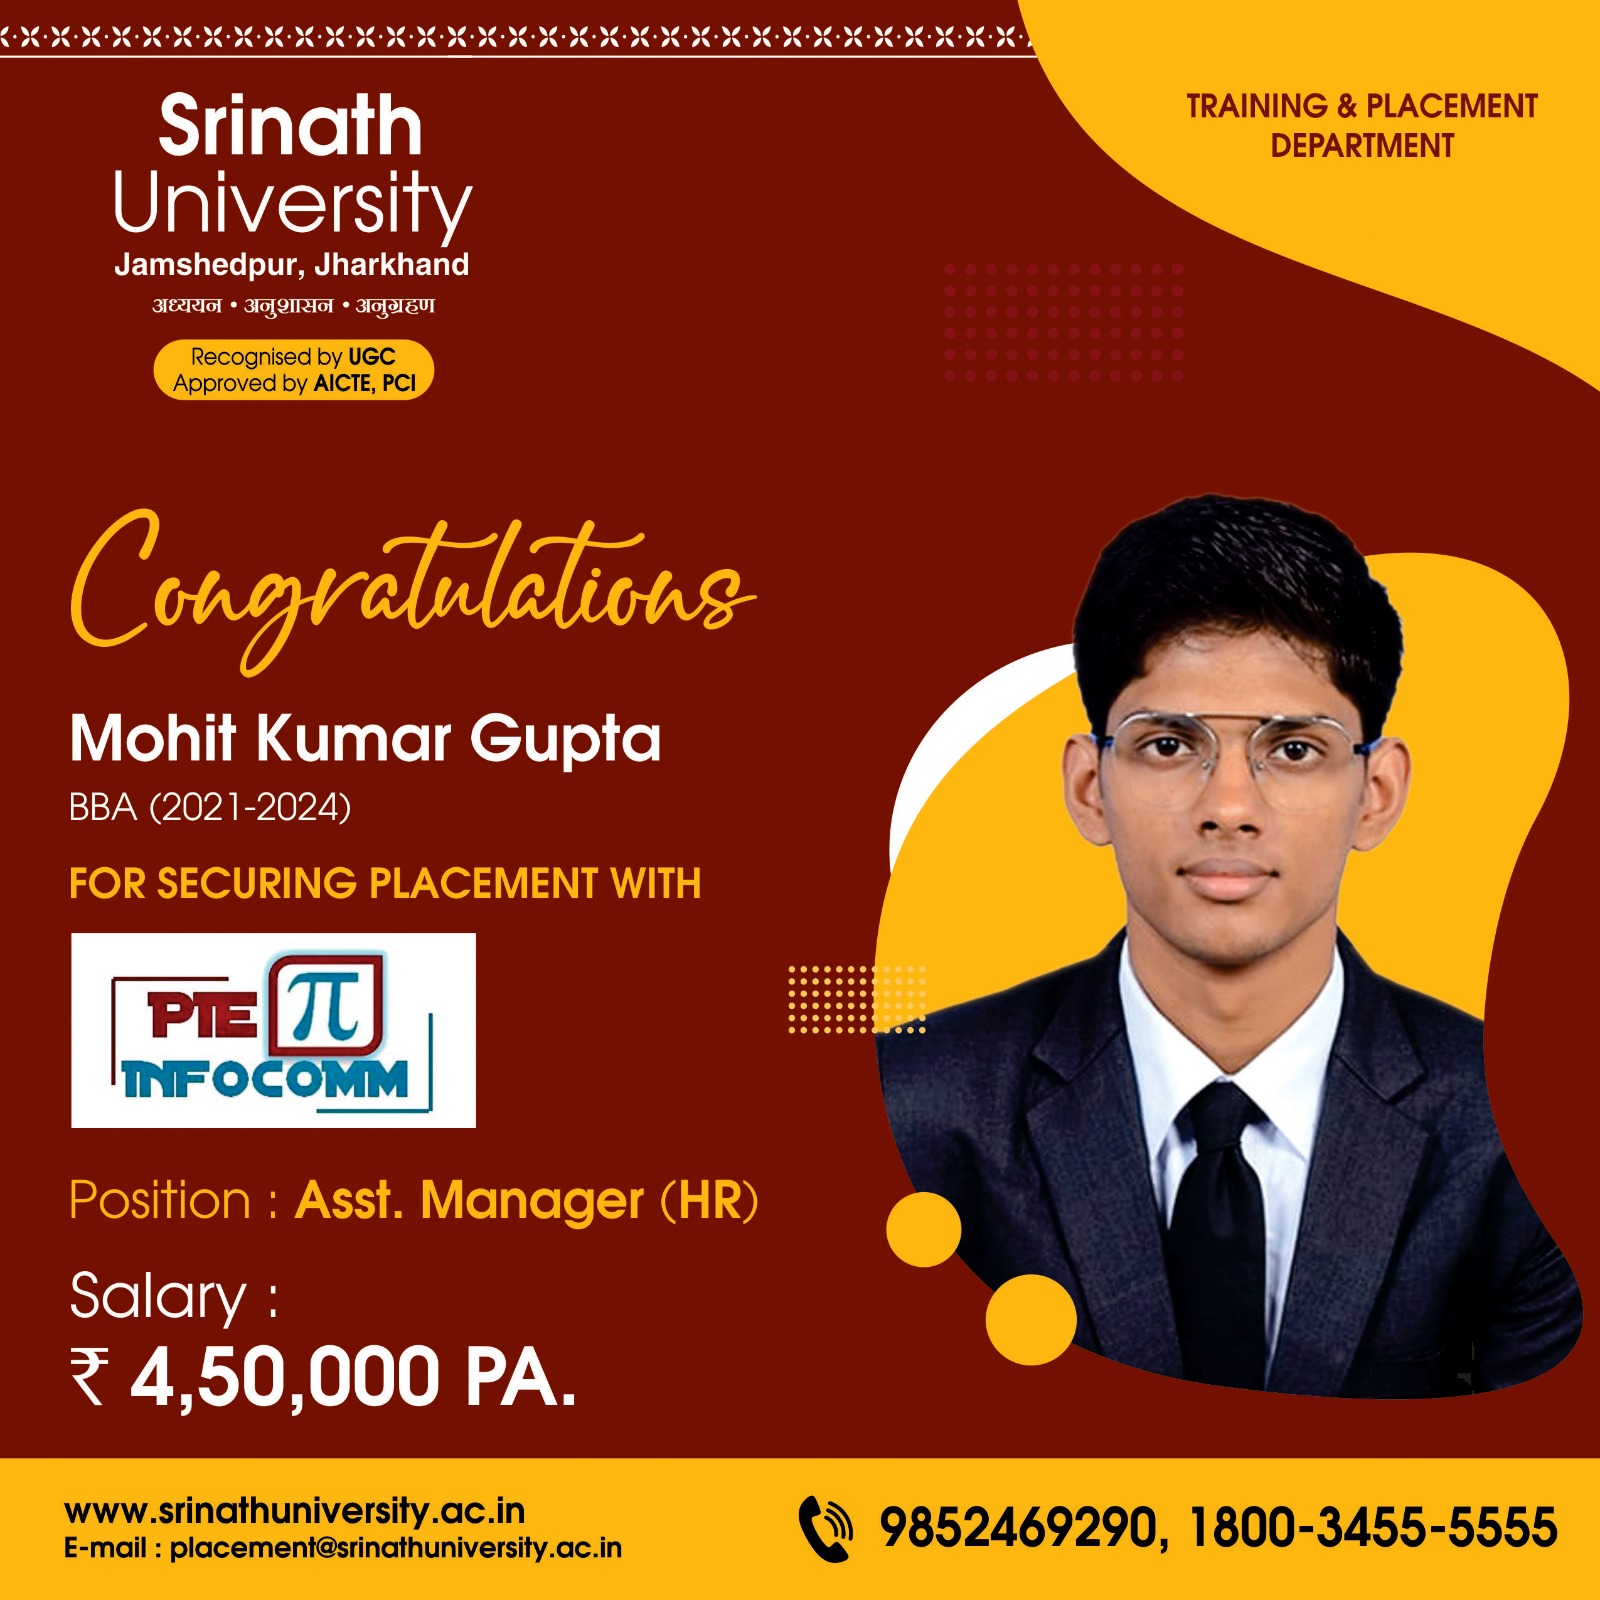 Srinath
University
Jamshedpur, Jharkhand
अध्ययन • अनुशासन • अनुग्रहण
Recognised by UGC
Approved by AICTE, PCI
TRAINING & PLACEMENT
DEPARTMENT
Congratulations
Mohit Kumar Gupta
BBA (2021-2024)
FOR SECURING PLACEMENT WITH
PIE π
INFOCOMM
Position : Asst. Manager (HR)
Salary :
₹ 4,50,000 PA.
www.srinathuniversity.ac.in
E-mail : placement@srinathuniversity.ac.in
9852469290, 1800-3455-5555